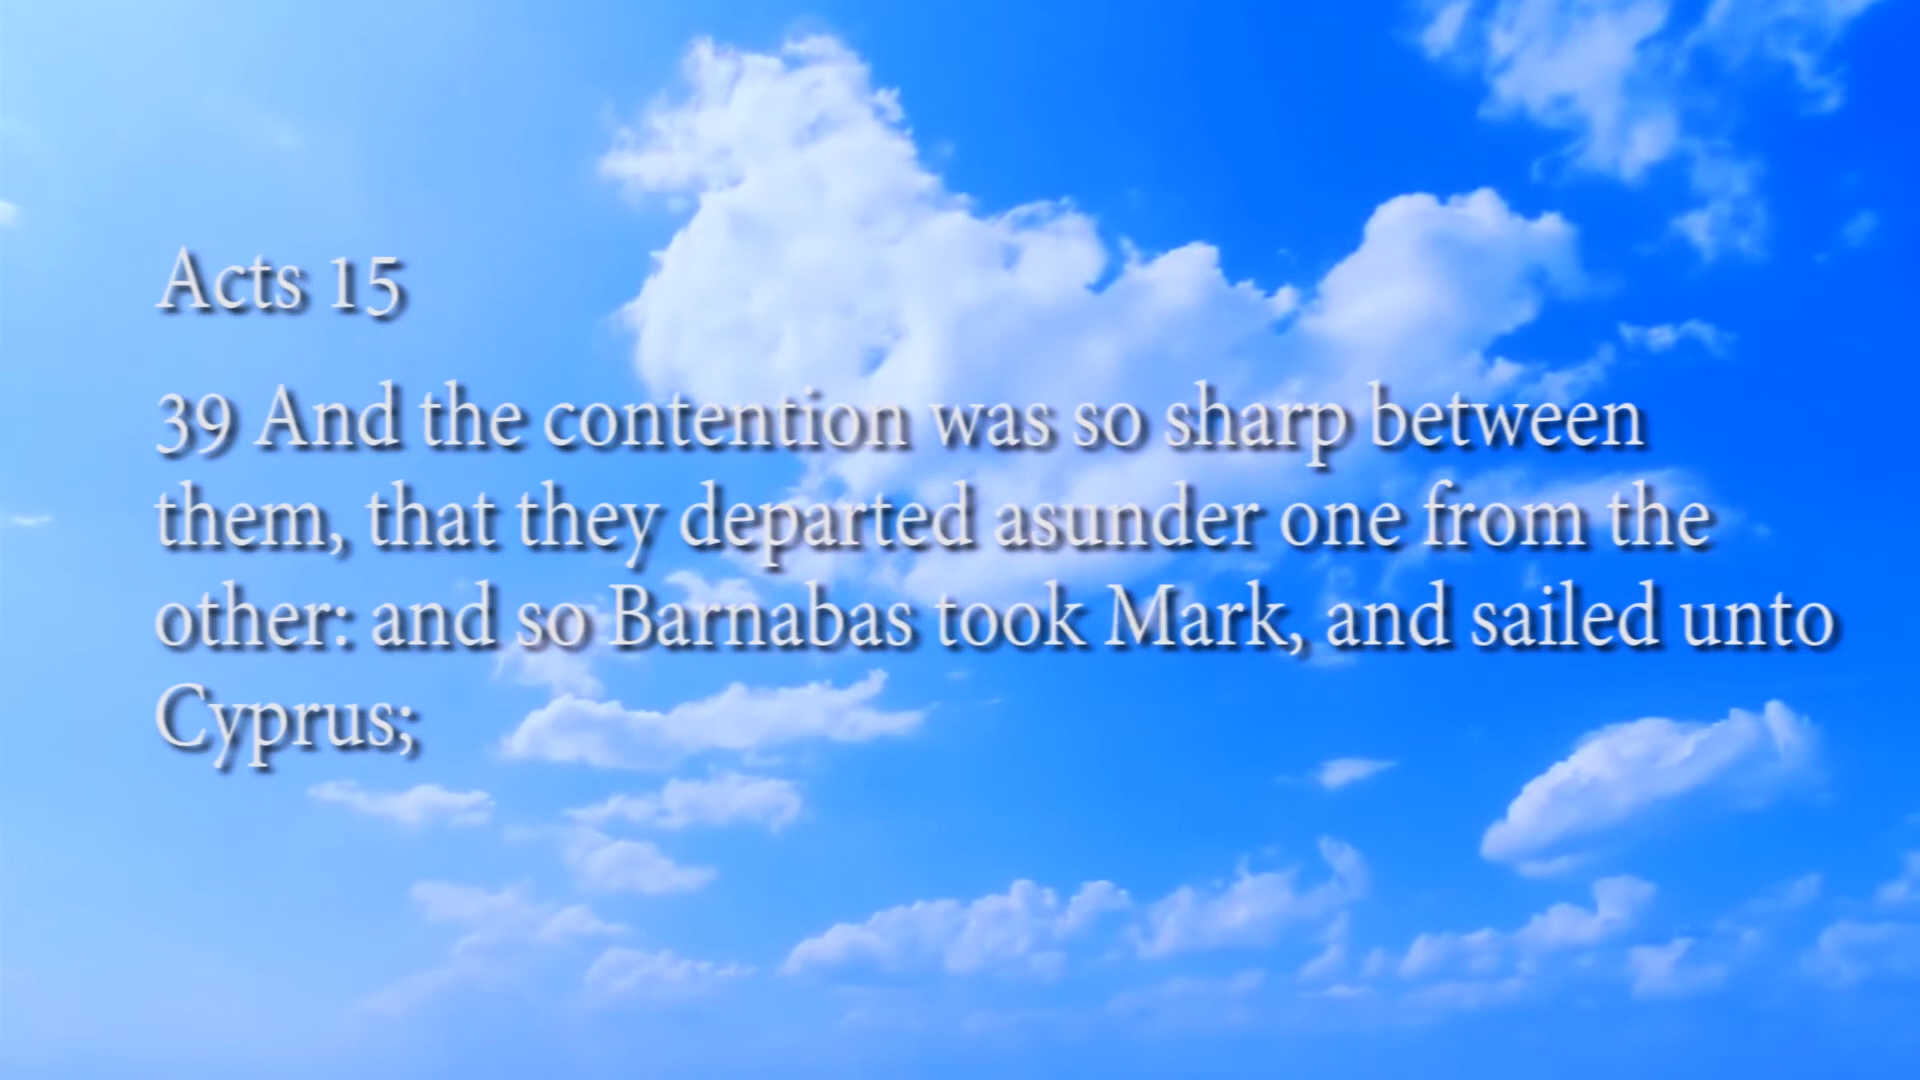 Acts 15
39 And the contention was so sharp between
them, that they departed asunder one from the
other: and so Barnabas took Mark, and sailed unto
Cyprus;